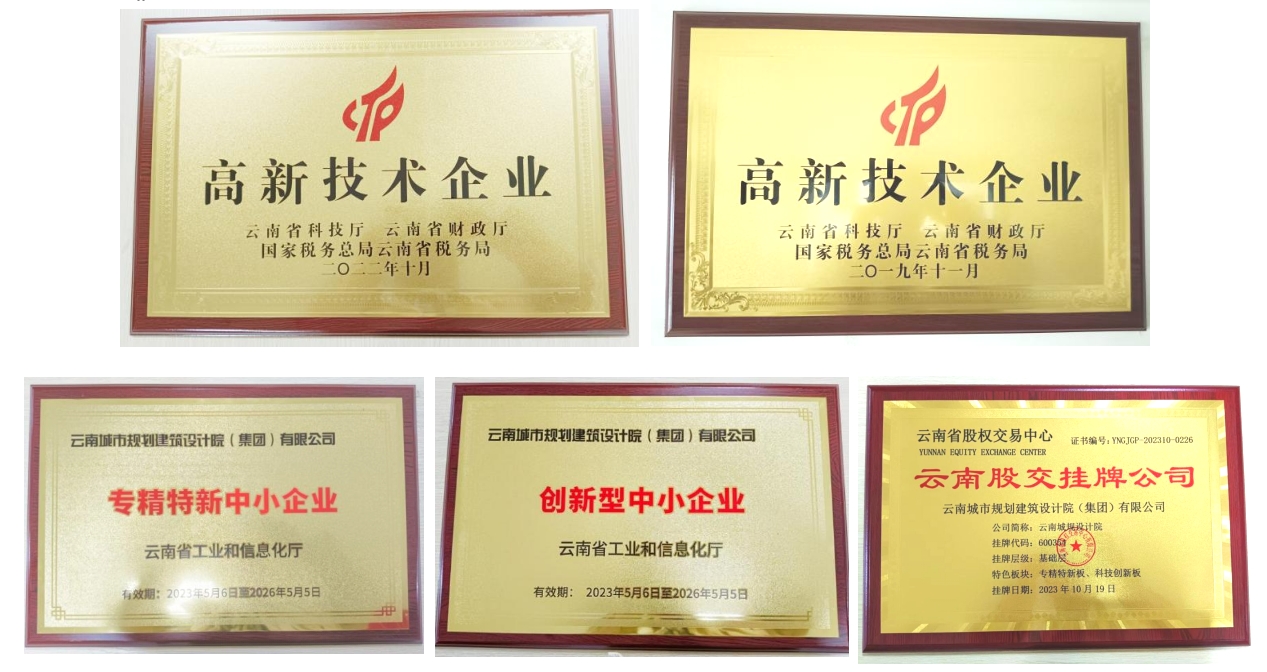 高新技术企业
云南省科技厅 云南省财政厅
国家税务总局云南省税务局
二〇二二年十月
高新技术企业
云南省科技厅 云南省财政厅
国家税务总局云南省税务局
二〇一九年十一月
云南城市规划建筑设计院（集团）有限公司
专精特新中小企业
云南省工业和信息化厅
有效期：2023年5月6日至2026年5月5日
云南城市规划建筑设计院（集团）有限公司
创新型中小企业
云南省工业和信息化厅
有效期： 2023年5月6日至2026年5月5日
云南省股权交易中心 证书编号：YNGJGP-202310-0226
YUNNAN EQUITY EXCHANGE CENTER
云南股交挂牌公司
云南城市规划建筑设计院（集团）有限公司
公司简称：云南城规设计院
挂牌代码：
挂牌层级：基础层
特色板块：专精特新板、科技创新板
挂牌日期：2023年10月19日